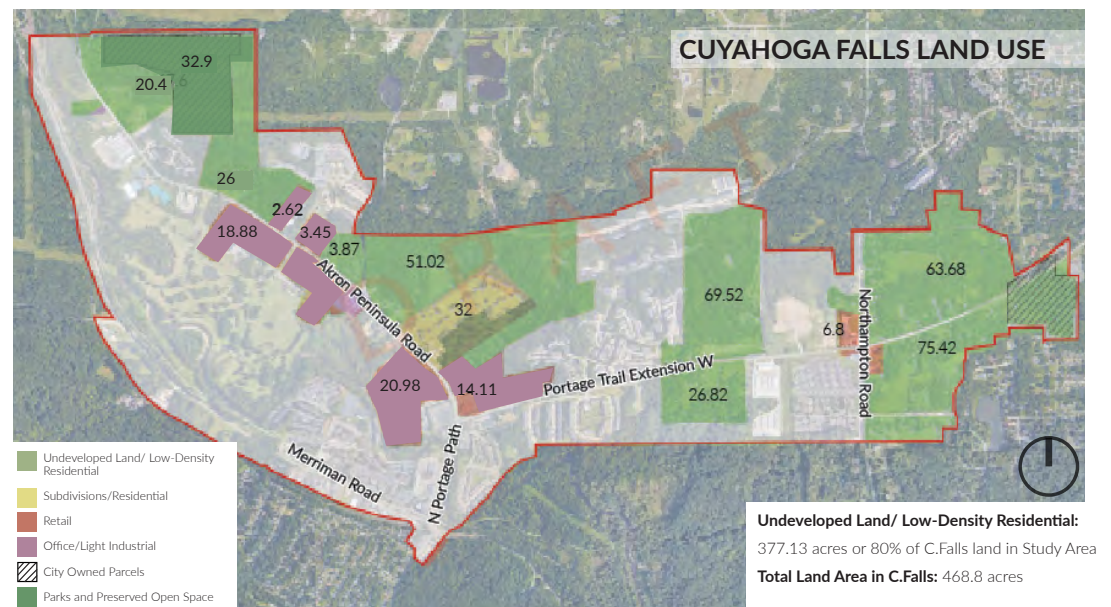 CUYAHOGA FALLS LAND USE
32.9
20.4
26
2.62
18.88
3.45
3.87
51.02
63.68
69.52
32
6.8
75.42
20.98
14.11
26.82
Akron Peninsula Road
Northampton Road
Portage Trail Extension W
N Portage Path
Merriman Road
DRAFT
Undeveloped Land/ Low-Density
Residential
Subdivisions/Residential
Retail
Office/Light Industrial
City Owned Parcels
Parks and Preserved Open Space
Undeveloped Land/ Low-Density Residential:
377.13 acres or 80% of C.Falls land in Study Area
Total Land Area in C.Falls: 468.8 acres